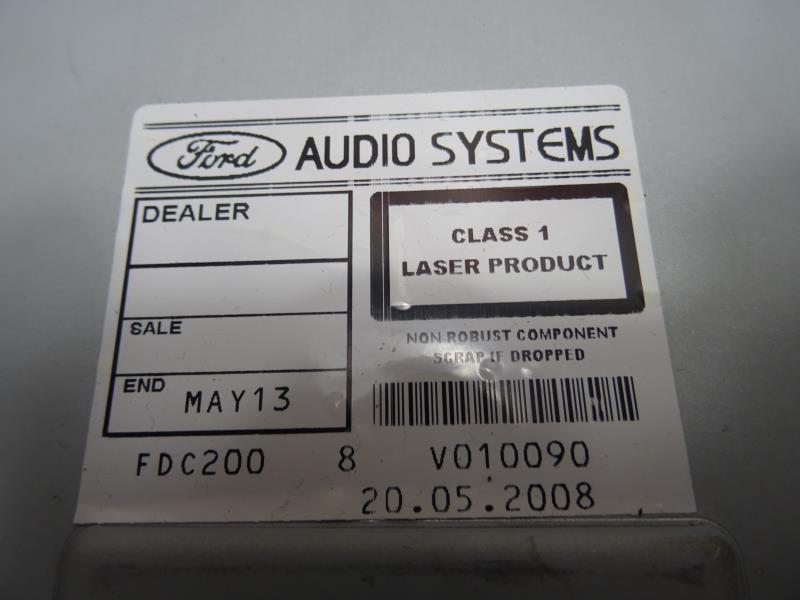 Ford AUDIO SYSTEMS
DEALER
SALE
END MAY13
CLASS 1
LASER PRODUCT
NON ROBUST COMPONENT
SCRAP IF DROPPED
FDC200 8 V010090
20.05.2008